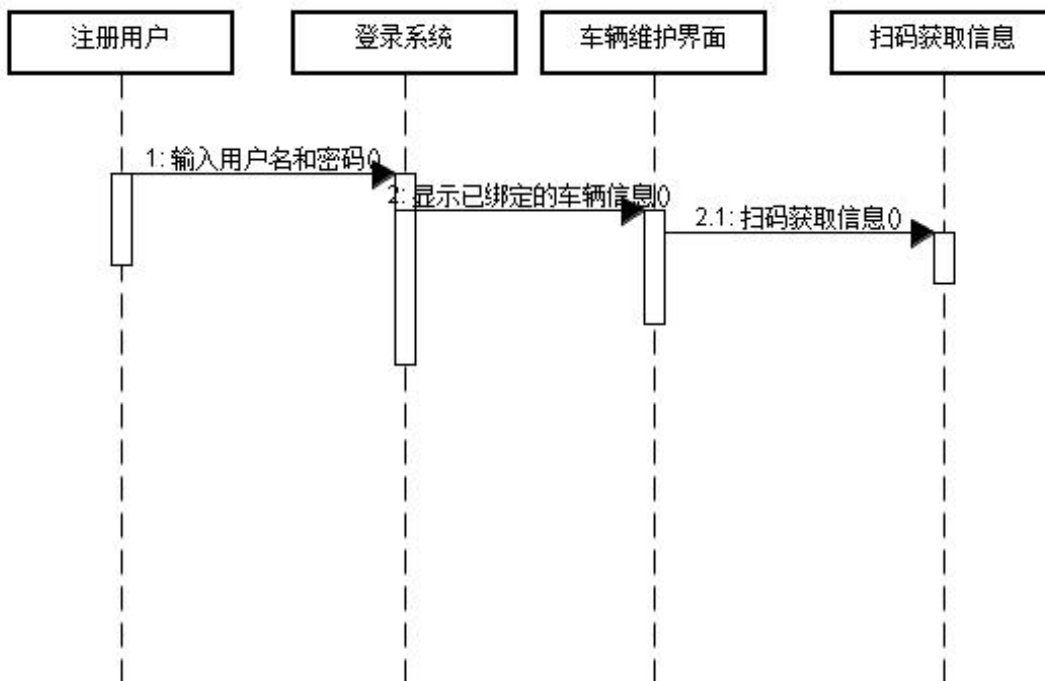 注册用户
登录系统
车辆维护界面
扫码获取信息
1: 输入用户名和密码()
2: 显示已绑定的车辆信息()
2.1: 扫码获取信息()